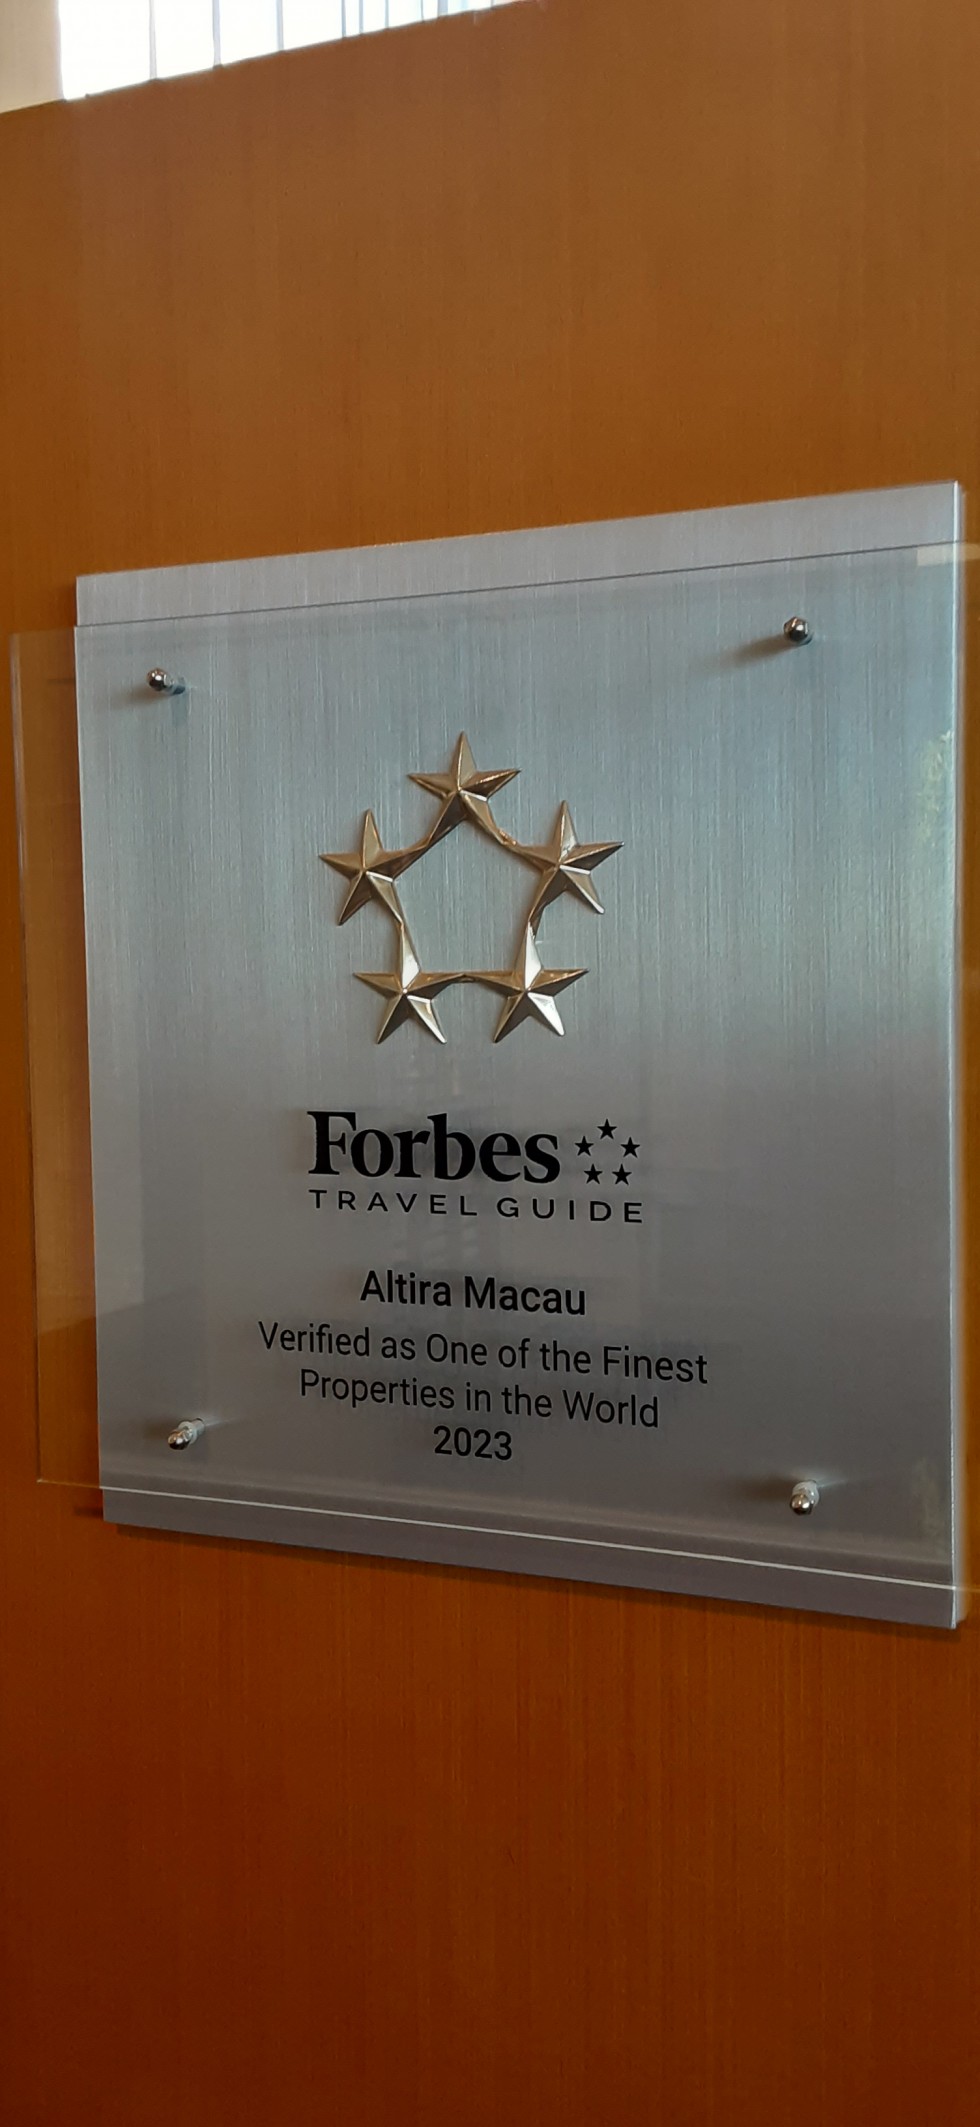 Forbes
TRAVEL GUIDE
Altira Macau
Verified as One of the Finest
Properties in the World
2023